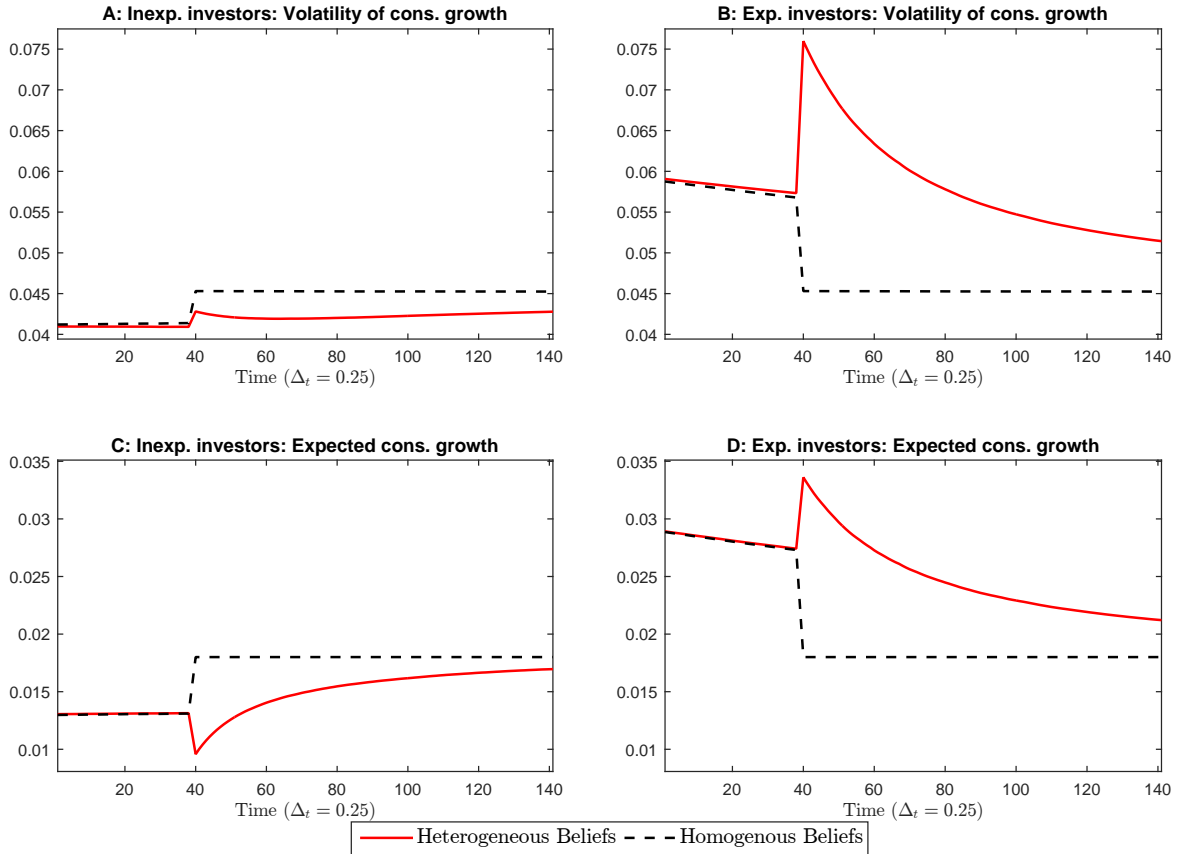 A: Inexp. investors: Volatility of cons. growth
0.075
0.07
0.065
0.06
0.055
0.05
0.045
0.04
20 40 60 80 100 120 140
Time (Δt = 0.25)
B: Exp. investors: Volatility of cons. growth
0.075
0.07
0.065
0.06
0.055
0.05
0.045
0.04
20 40 60 80 100 120 140
Time (Δt = 0.25)
C: Inexp. investors: Expected cons. growth
0.035
0.03
0.025
0.02
0.015
0.01
20 40 60 80 100 120 140
Time (Δt = 0.25)
D: Exp. investors: Expected cons. growth
0.035
0.03
0.025
0.02
0.015
0.01
20 40 60 80 100 120 140
Time (Δt = 0.25)
Heterogeneous Beliefs Homogenous Beliefs